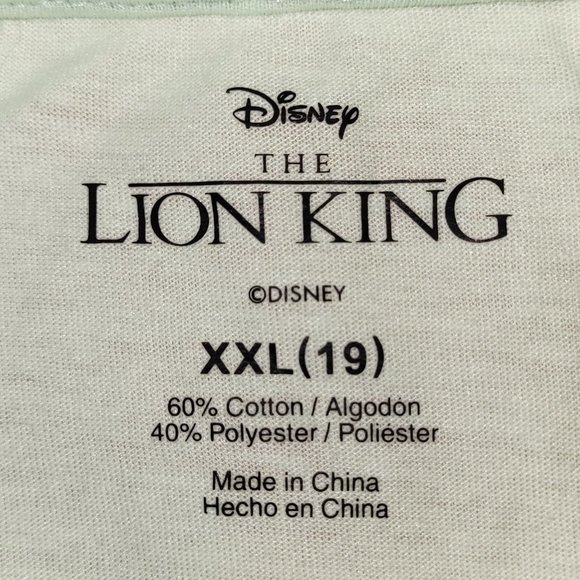 Disney
THE
LION KING
©DISNEY
XXL(19)
60% Cotton / Algodón
40% Polyester / Poliéster
Made in China
Hecho en China